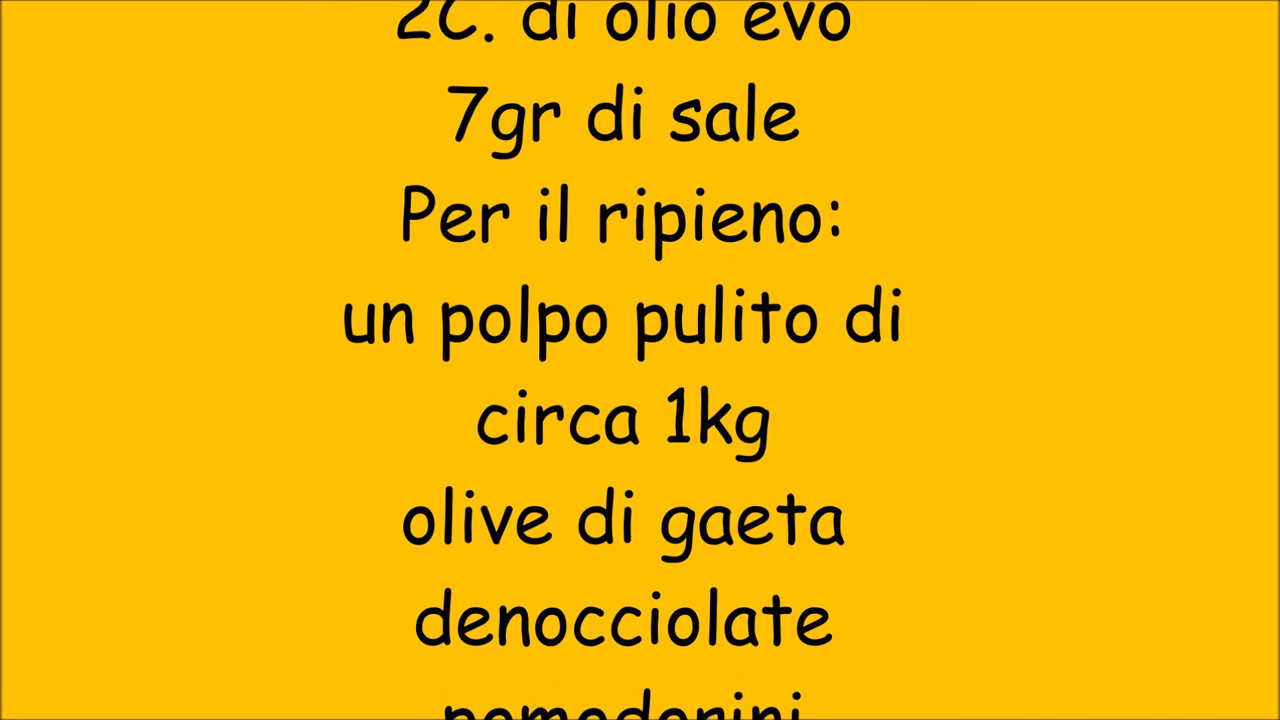 2C. di olio evo
7gr di sale
Per il ripieno:
un polpo pulito di
circa 1kg
olive di gaeta
denocciolate
pomodorini